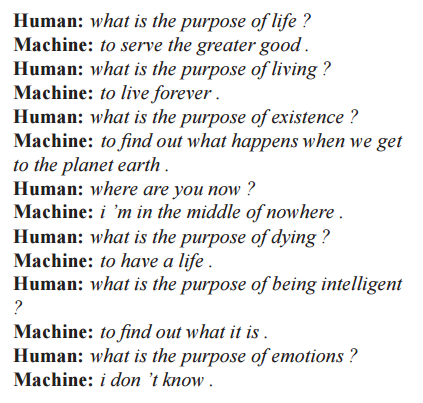 Human: what is the purpose of life ?
Machine: to serve the greater good .
Human: what is the purpose of living ?
Machine: to live forever .
Human: what is the purpose of existence ?
Machine: to find out what happens when we get
to the planet earth .
Human: where are you now ?
Machine: i ’m in the middle of nowhere .
Human: what is the purpose of dying ?
Machine: to have a life .
Human: what is the purpose of being intelligent
?
Machine: to find out what it is .
Human: what is the purpose of emotions ?
Machine: i don ’t know .